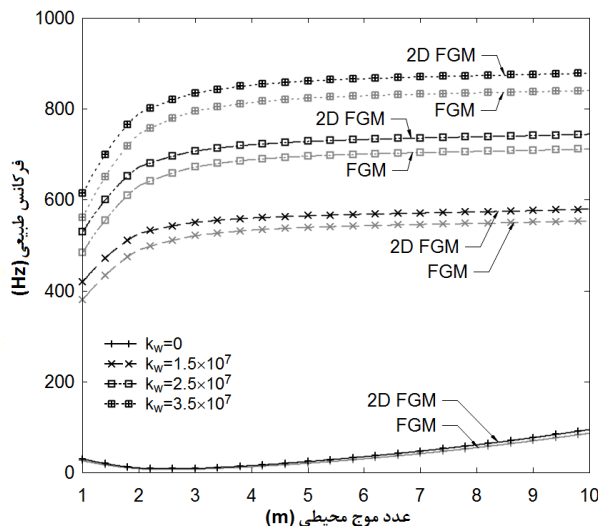 1000
800
600
400
200
0
فرکانس طبیعی (Hz)
2D FGM
FGM
2D FGM
FGM
2D FGM
FGM
k_w=0
k_w=1.5×10^7
k_w=2.5×10^7
k_w=3.5×10^7
2D FGM
FGM
1 2 3 4 5 6 7 8 9 10
عدد موج محیطی (m)